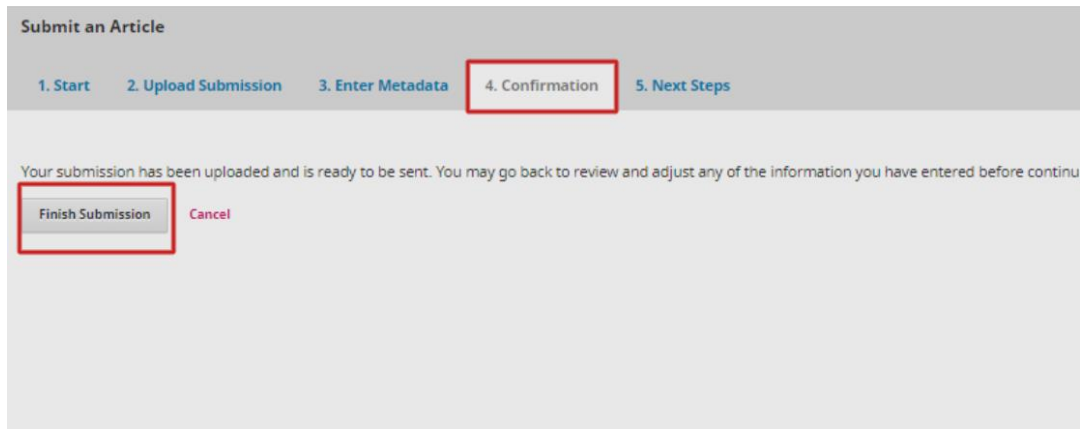 Submit an Article
1. Start 2. Upload Submission 3. Enter Metadata 4. Confirmation 5. Next Steps
Your submission has been uploaded and is ready to be sent. You may go back to review and adjust any of the information you have entered before continu
Finish Submission Cancel